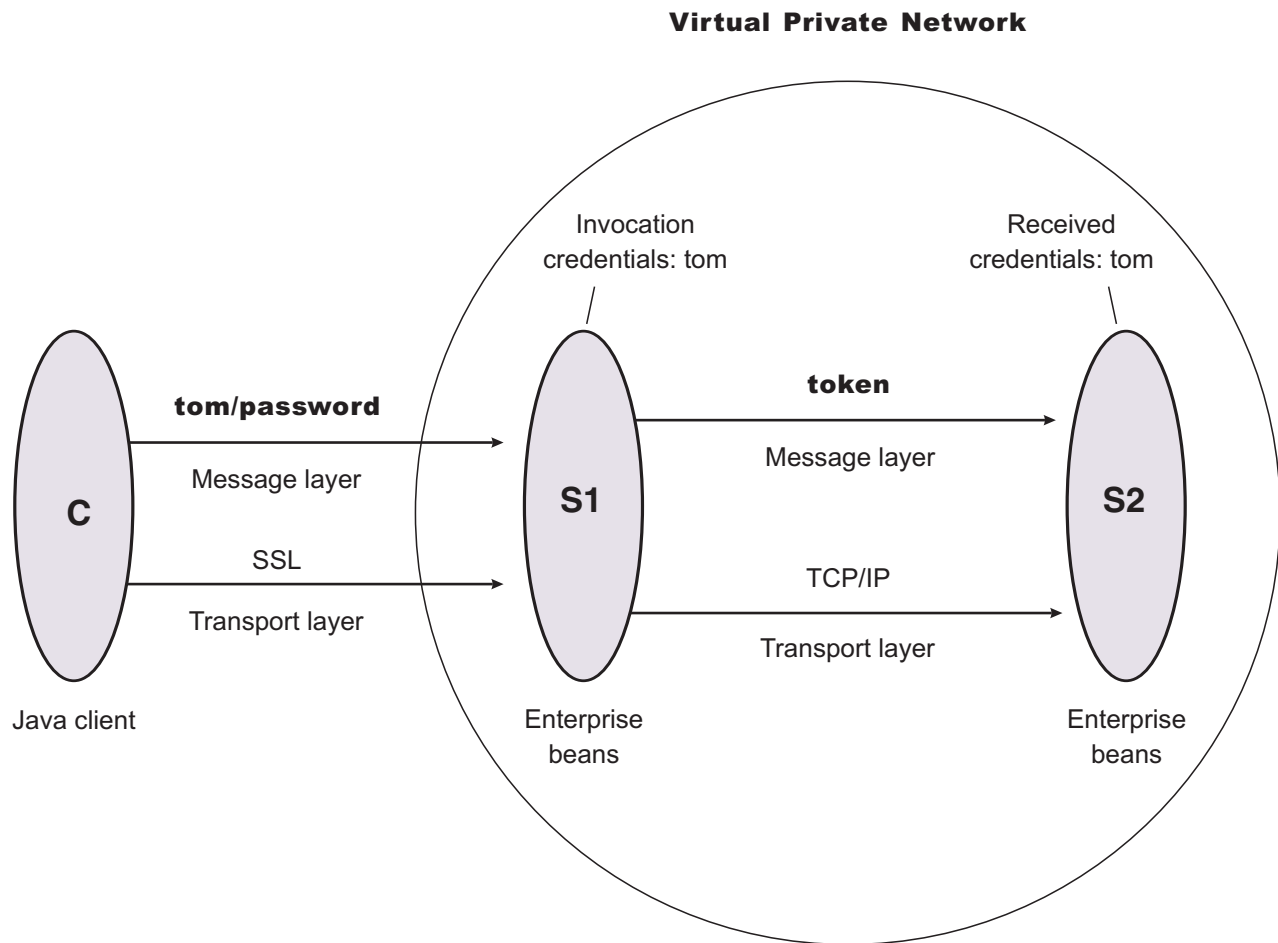 Virtual Private Network
Invocation
credentials: tom
Received
credentials: tom
tom/password
Message layer
token
Message layer
C
S1
S2
SSL
Transport layer
TCP/IP
Transport layer
Java client
Enterprise
beans
Enterprise
beans